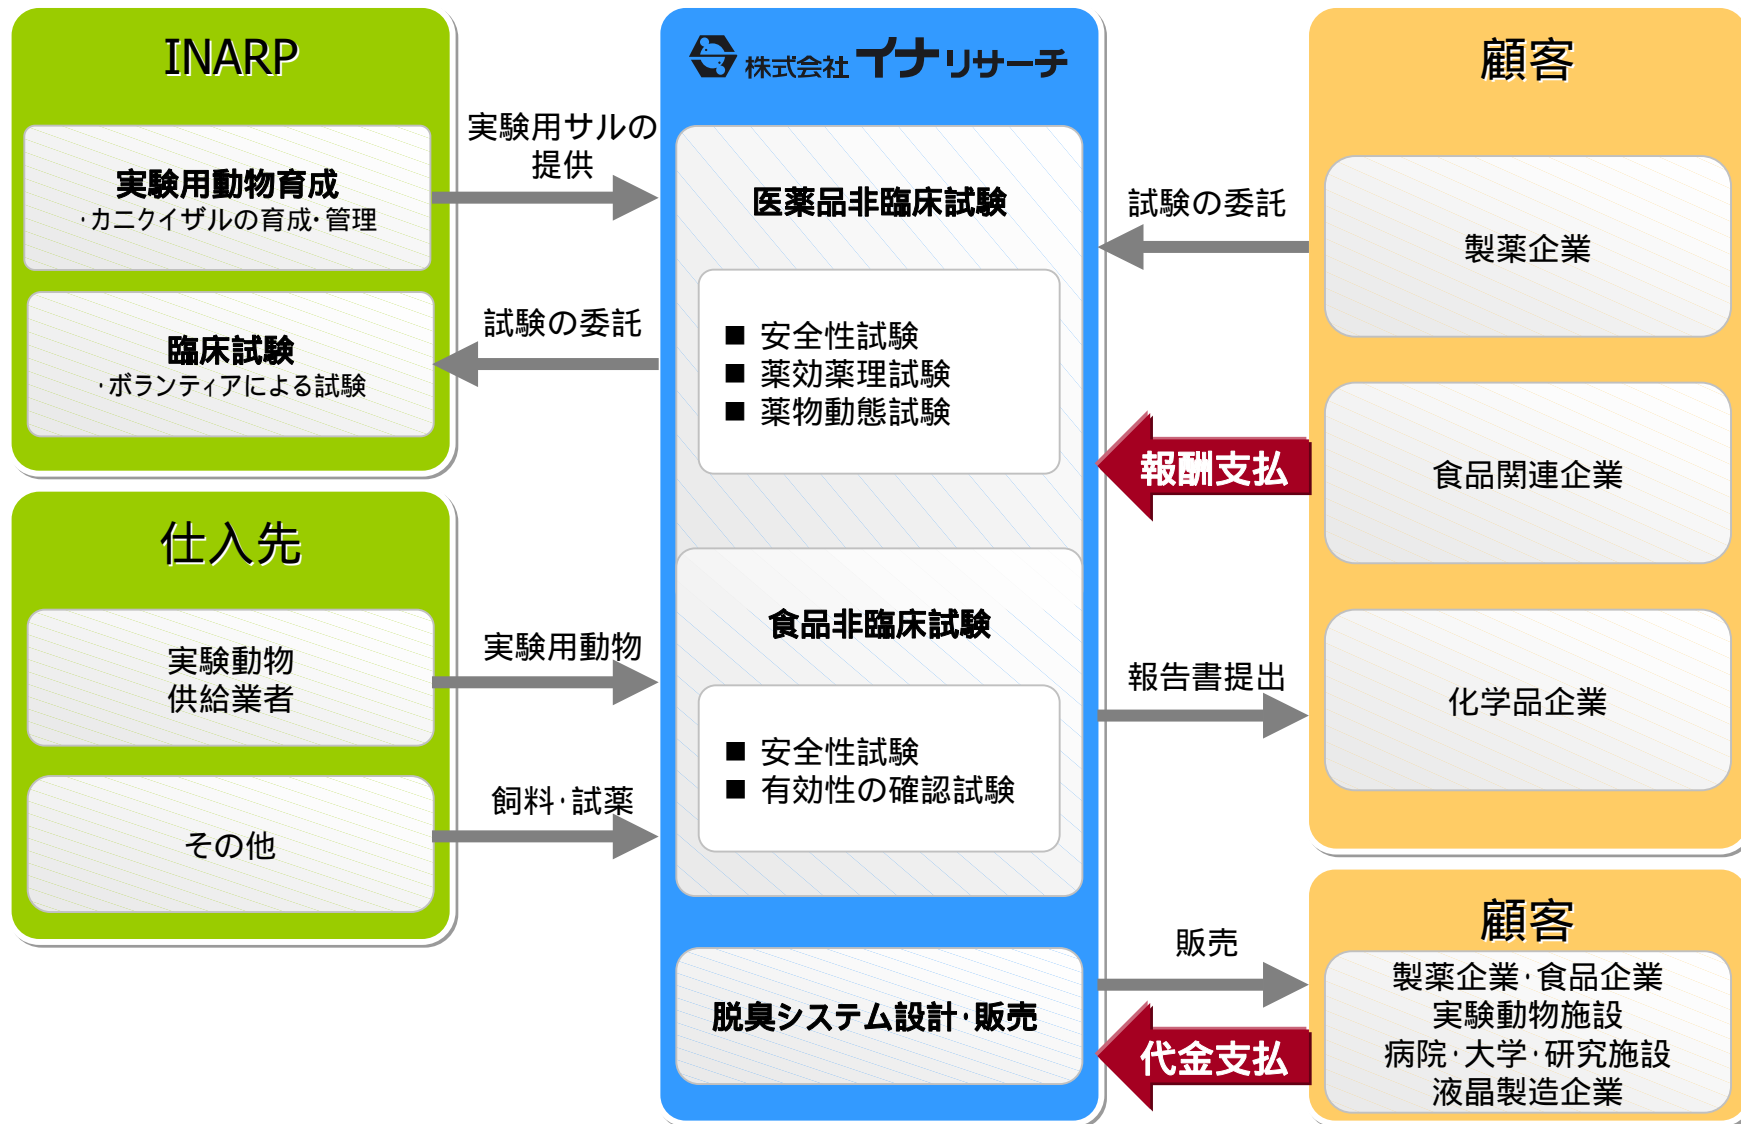 INARP
実験用動物育成
･カニクイザルの育成･管理
臨床試験
･ボランティアによる試験
実験用サルの
提供
試験の委託
仕入先
実験動物
供給業者
その他
実験用動物
飼料･試薬
株式会社イナリサーチ
医薬品非臨床試験
■ 安全性試験
■ 薬効薬理試験
■ 薬物動態試験
食品非臨床試験
■ 安全性試験
■ 有効性の確認試験
脱臭システム設計･販売
試験の委託
報酬支払
報告書提出
販売
代金支払
顧客
製薬企業
食品関連企業
化学品企業
顧客
製薬企業･食品企業
実験動物施設
病院･大学･研究施設
液晶製造企業